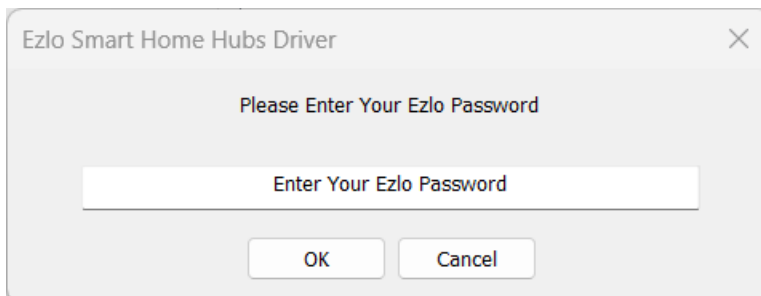 Ezlo Smart Home Hubs Driver
Please Enter Your Ezlo Password
Enter Your Ezlo Password
OK Cancel